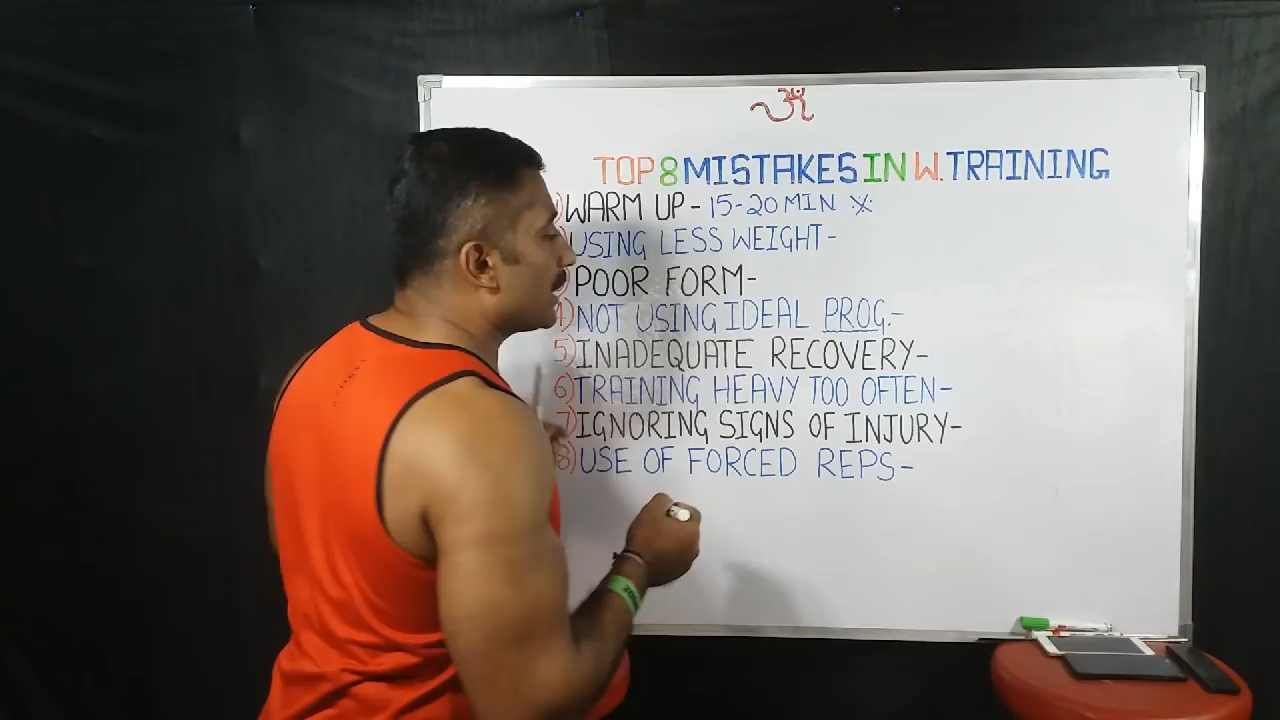 ॐ
TOP 8 MISTAKES IN W. TRAINING
WARM UP - 15-20 MIN ※
USING LESS WEIGHT-
POOR FORM-
4) NOT USING IDEAL PROG.-
5) INADEQUATE RECOVERY-
6) TRAINING HEAVY TOO OFTEN-
7) IGNORING SIGNS OF INJURY-
8) USE OF FORCED REPS-